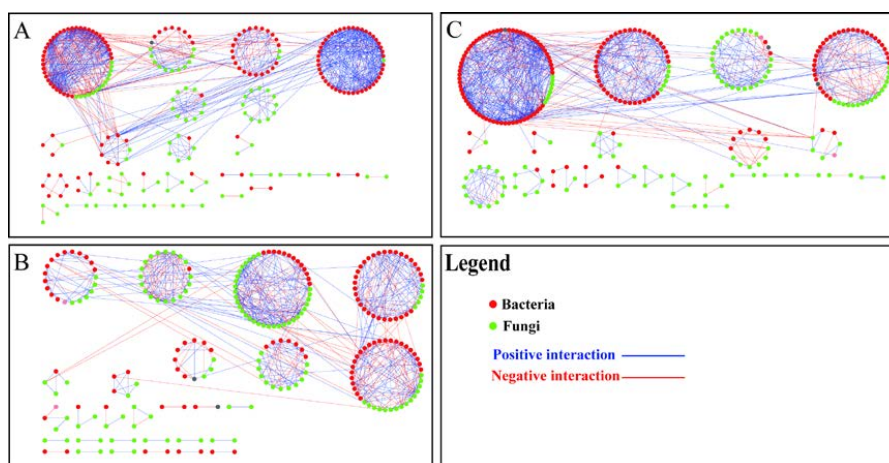 A
C
B
Legend
Bacteria
Fungi
Positive interaction
Negative interaction